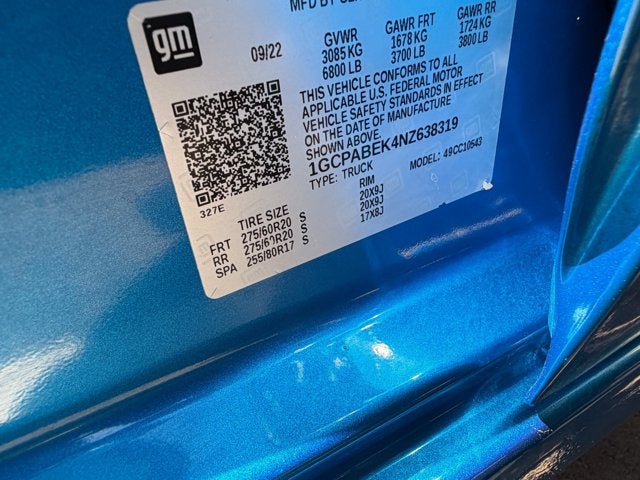 gm
MFD BY
09/22
GVWR GAWR FRT GAWR RR
3085 KG 1678 KG 1724 KG
6800 LB 3700 LB 3800 LB
THIS VEHICLE CONFORMS TO ALL
APPLICABLE U.S. FEDERAL MOTOR
VEHICLE SAFETY STANDARDS IN EFFECT
ON THE DATE OF MANUFACTURE
SHOWN ABOVE.
1GCPABEK4NZ638319
TYPE: TRUCK MODEL: 49CC10543
327E
TIRE SIZE RIM
FRT 275/60R20 S 20X9J
RR 275/60R20 S 20X9J
SPA 255/80R17 S 17X8J